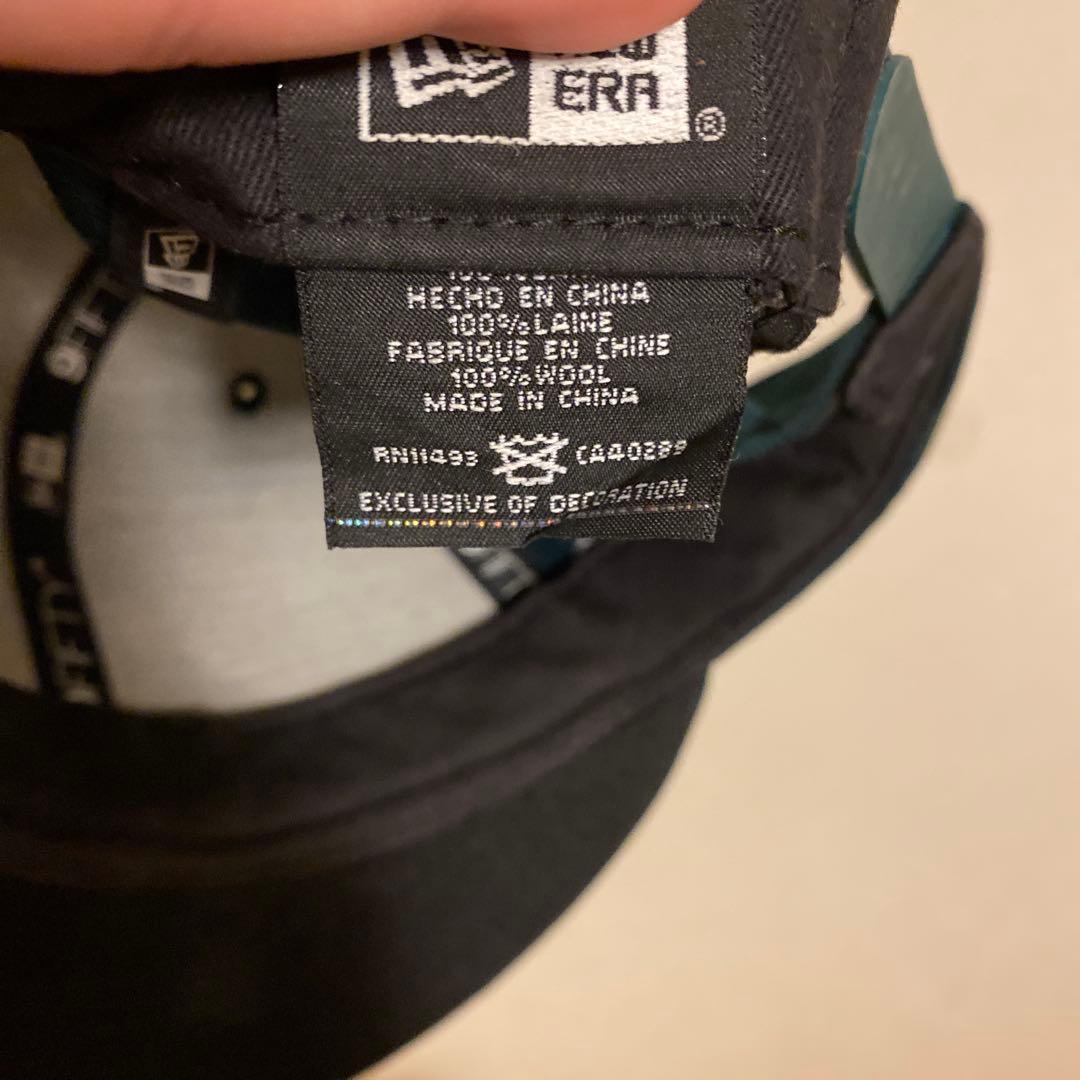 ERA
®
HECHO EN CHINA
100%LAINE
FABRIQUE EN CHINE
100%WOOL
MADE IN CHINA
RN11493 CA40289
EXCLUSIVE OF DECORATION